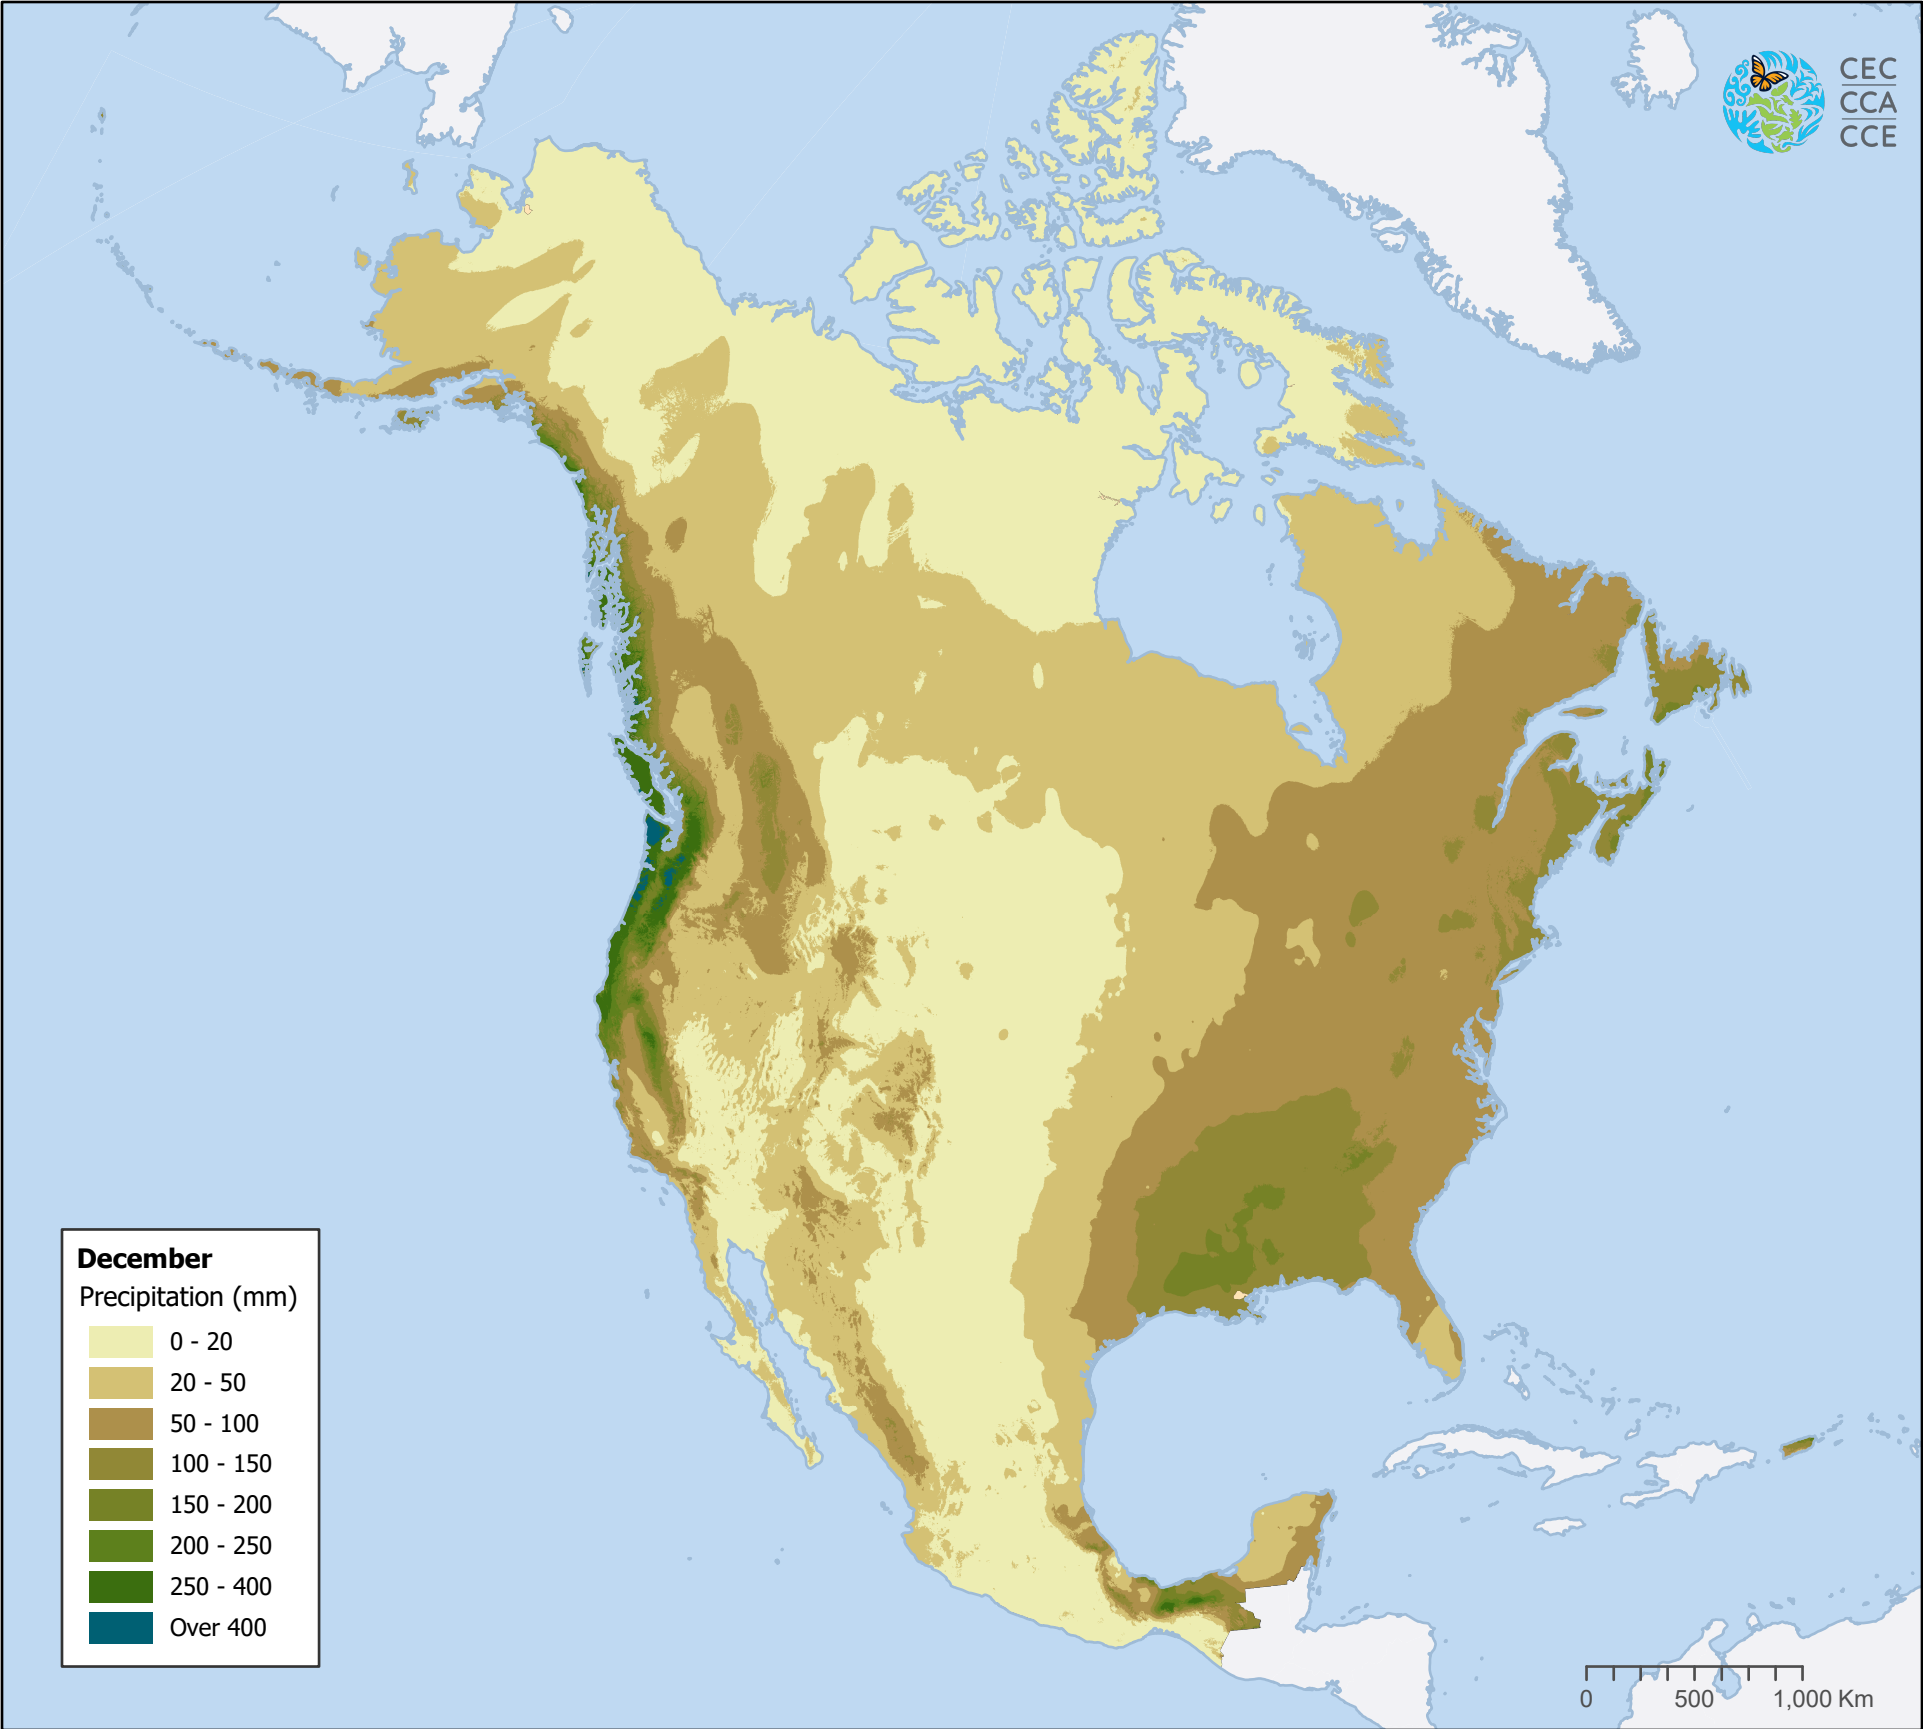 CEC
CCA
CCE
December
Precipitation (mm)
0 - 20
20 - 50
50 - 100
100 - 150
150 - 200
200 - 250
250 - 400
Over 400
0 500 1,000 Km